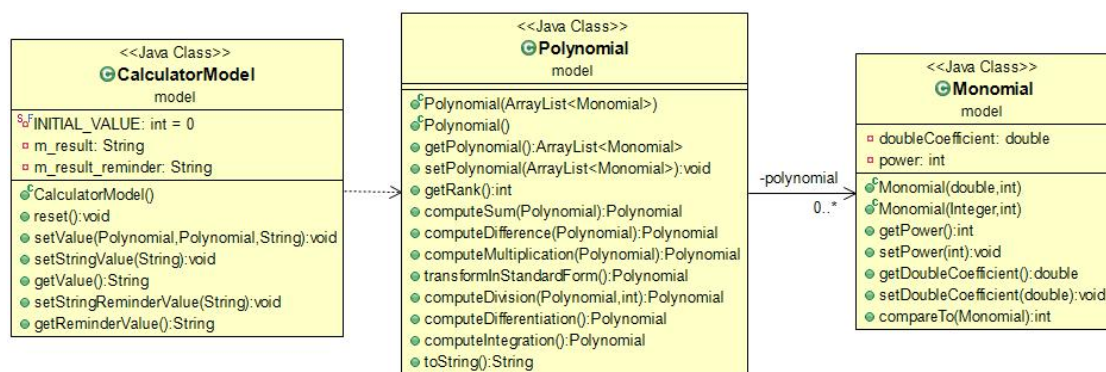 <<Java Class>>
CalculatorModel
model
INITIAL_VALUE: int = 0
m_result: String
m_result_reminder: String
CalculatorModel()
reset():void
setValue(Polynomial,Polynomial,String):void
setStringValue(String):void
getValue():String
setStringReminderValue(String):void
getReminderValue():String
<<Java Class>>
Polynomial
model
Polynomial(ArrayList<Monomial>)
Polynomial()
getPolynomial():ArrayList<Monomial>
setPolynomial(ArrayList<Monomial>):void
getRank():int
computeSum(Polynomial):Polynomial
computeDifference(Polynomial):Polynomial
computeMultiplication(Polynomial):Polynomial
transformInStandardForm():Polynomial
computeDivision(Polynomial,int):Polynomial
computeDifferentiation():Polynomial
computeIntegration():Polynomial
toString():String
-polynomial
0..*
<<Java Class>>
Monomial
model
doubleCoefficient: double
power: int
Monomial(double,int)
Monomial(Integer,int)
getPower():int
setPower(int):void
getDoubleCoefficient():double
setDoubleCoefficient(double):void
compareTo(Monomial):int